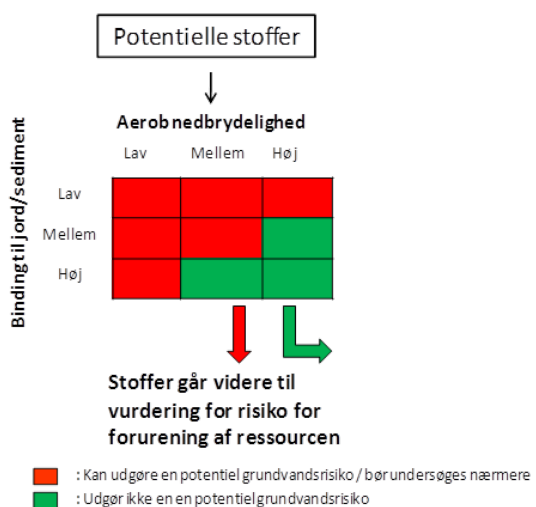 Potentielle stoffer
Aerob nedbrydelighed
Lav Mellem Høj
Binding til jord/sediment
Lav
Mellem
Høj
Stoffer går videre til
vurdering for risiko for
forurening af ressourcen
: Kan udgøre en potentiel grundvandsrisiko / bør undersøges nærmere
: Udgør ikke en en potentiel grundvandsrisiko